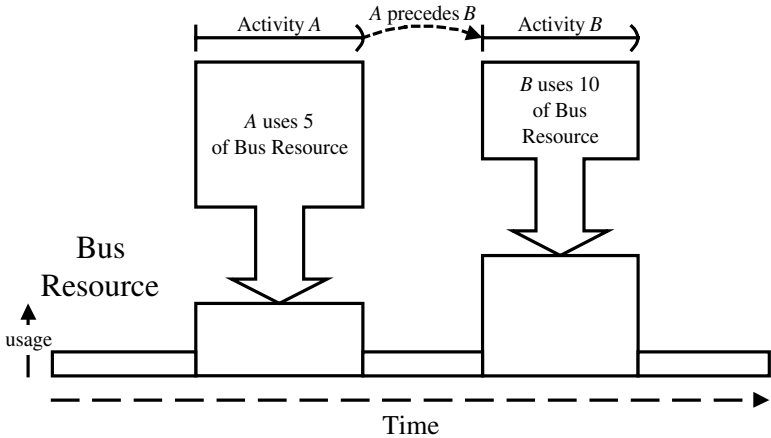 Activity A
A precedes B
Activity B
A uses 5
of Bus Resource
B uses 10
of Bus
Resource
Bus
Resource
usage
Time